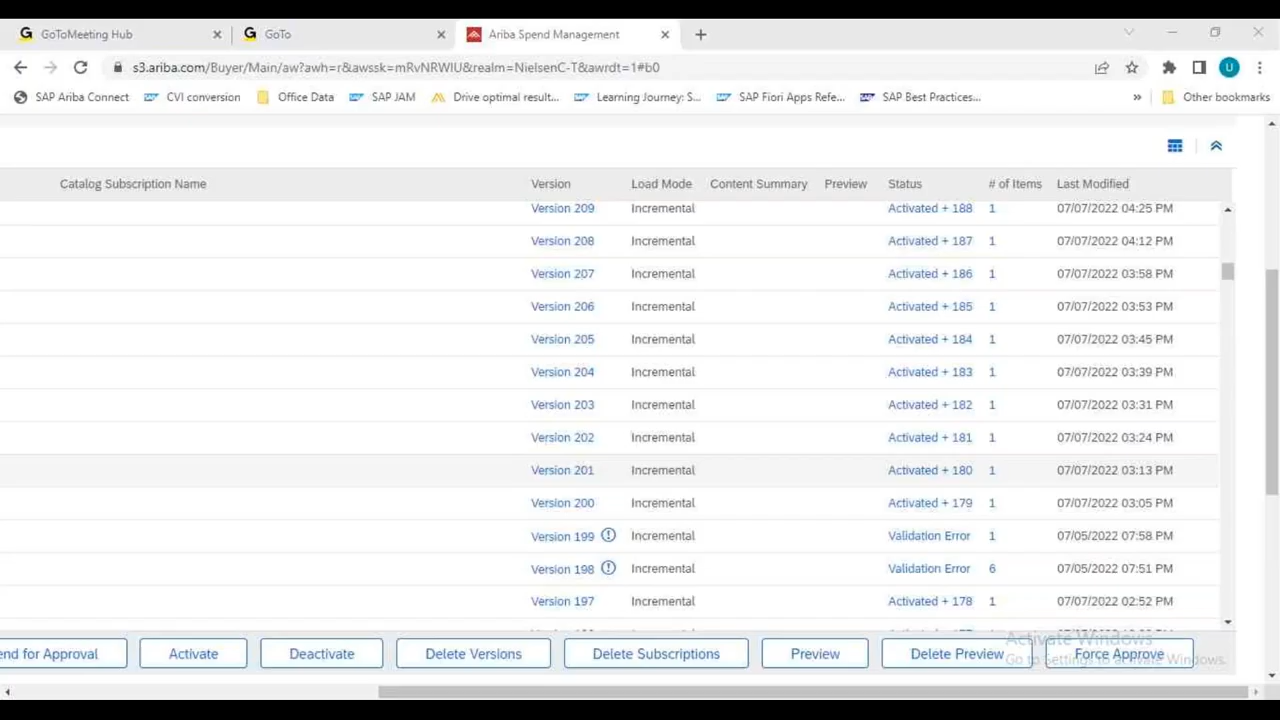 GoToMeeting Hub GoTo Ariba Spend Management
s3.ariba.com/Buyer/Main/aw?awh=r&awssk=mRvNRWIU&realm=NielsenC-T&awrdt=1#b0 U
SAP Ariba Connect CVI conversion Office Data SAP JAM Drive optimal result... Learning Journey: S... SAP Fiori Apps Refe... SAP Best Practices... » Other bookmarks
Catalog Subscription Name Version Load Mode Content Summary Preview Status # of Items Last Modified
Version 209 Incremental Activated + 188 1 07/07/2022 04:25 PM
Version 208 Incremental Activated + 187 1 07/07/2022 04:12 PM
Version 207 Incremental Activated + 186 1 07/07/2022 03:58 PM
Version 206 Incremental Activated + 185 1 07/07/2022 03:53 PM
Version 205 Incremental Activated + 184 1 07/07/2022 03:45 PM
Version 204 Incremental Activated + 183 1 07/07/2022 03:39 PM
Version 203 Incremental Activated + 182 1 07/07/2022 03:31 PM
Version 202 Incremental Activated + 181 1 07/07/2022 03:24 PM
Version 201 Incremental Activated + 180 1 07/07/2022 03:13 PM
Version 200 Incremental Activated + 179 1 07/07/2022 03:05 PM
Version 199 Incremental Validation Error 1 07/05/2022 07:58 PM
Version 198 Incremental Validation Error 6 07/05/2022 07:51 PM
Version 197 Incremental Activated + 178 1 07/07/2022 02:52 PM
Activate Windows
end for Approval Activate Deactivate Delete Versions Delete Subscriptions Preview Delete Preview Force Approve
Go to Settings to activate Windows.